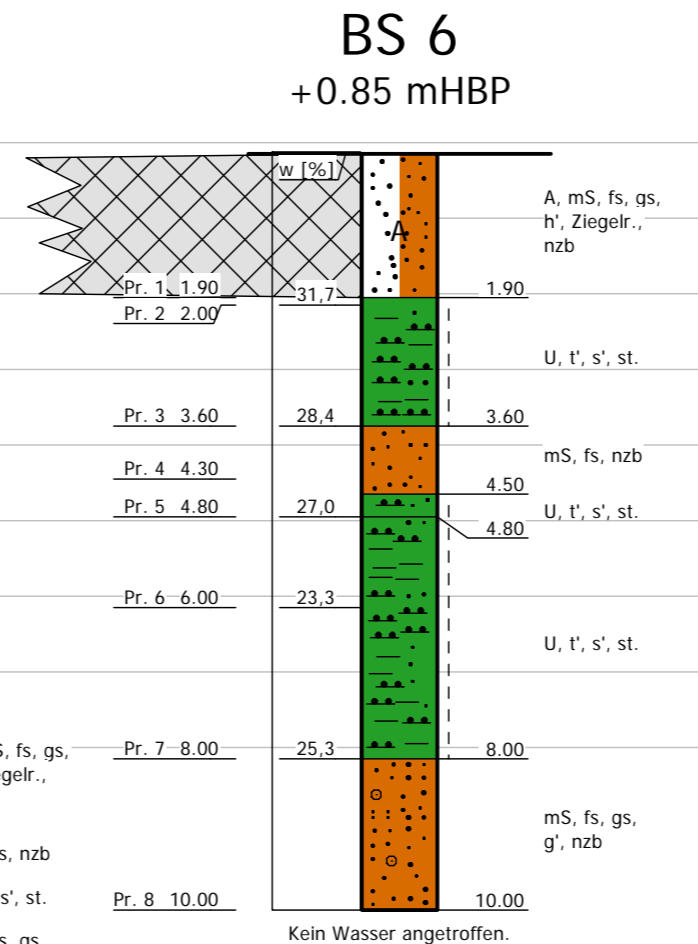 BS 6
+0.85 mHBP
w [%]
A
A, mS, fs, gs,
h', Ziegelr.,
nzb
Pr. 1 1.90
31,7
1.90
Pr. 2 2.00
U, t', s', st.
Pr. 3 3.60
28,4
3.60
mS, fs, nzb
Pr. 4 4.30
4.50
Pr. 5 4.80
27,0
U, t', s', st.
4.80
Pr. 6 6.00
23,3
U, t', s', st.
S, fs, gs,
egelr.,
Pr. 7 8.00
25,3
8.00
mS, fs, gs,
g', nzb
s, nzb
s', st.
Pr. 8 10.00
10.00
s, gs
Kein Wasser angetroffen.